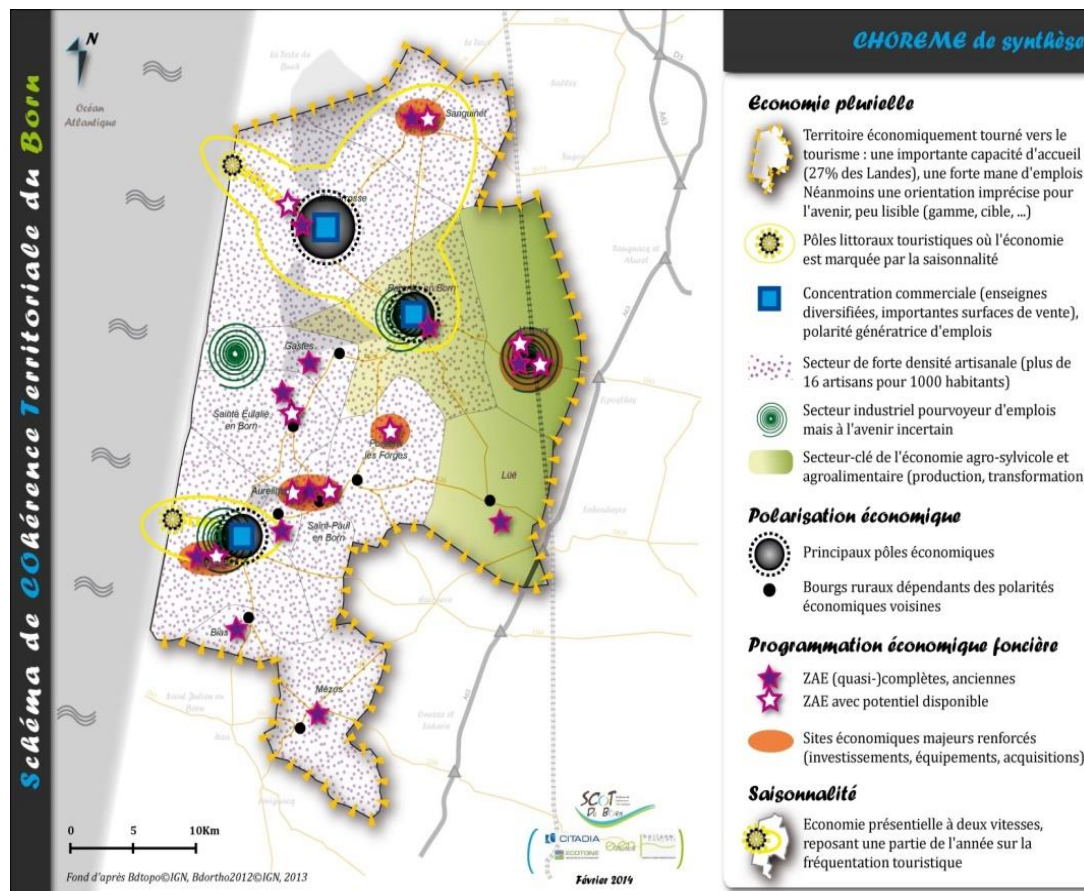 Schéma de COhérence Territoriale du Born
N
Océan
Atlantique
Sanguinet
Gastes
Sainte Eulalie
en Born
les Forges
Aureilhan
Saint-Paul
en Born
Lüe
Bias
Mézos
0 5 10Km
Fond d'après Bdtopo©IGN, Bdortho2012©IGN, 2013
SCOT
Du Born
CITADIA
ECOTONE
Février 2014
CHOREME de synthèse
Economie plurielle
Territoire économiquement tourné vers le
tourisme : une importante capacité d'accueil
(27% des Landes), une forte mane d'emplois
Néanmoins une orientation imprécise pour
l'avenir, peu lisible (gamme, cible, ...)
Pôles littoraux touristiques où l'économie
est marquée par la saisonnalité
Concentration commerciale (enseignes
diversifiées, importantes surfaces de vente),
polarité génératrice d'emplois
Secteur de forte densité artisanale (plus de
16 artisans pour 1000 habitants)
Secteur industriel pourvoyeur d'emplois
mais à l'avenir incertain
Secteur-clé de l'économie agro-sylvicole et
agroalimentaire (production, transformation
Polarisation économique
Principaux pôles économiques
Bourgs ruraux dépendants des polarités
économiques voisines
Programmation économique foncière
ZAE (quasi-)complètes, anciennes
ZAE avec potentiel disponible
Sites économiques majeurs renforcés
(investissements, équipements, acquisitions)
Saisonnalité
Economie présentielle à deux vitesses,
reposant une partie de l'année sur la
fréquentation touristique